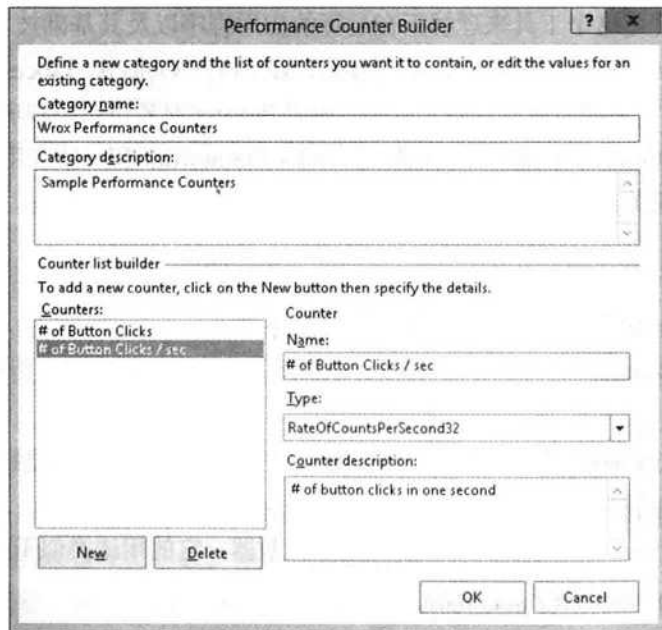 Performance Counter Builder
?
Define a new category and the list of counters you want it to contain, or edit the values for an
existing category.
Category name:
Wrox Performance Counters
Category description:
Sample Performance Counters
Counter list builder
To add a new counter, click on the New button then specify the details.
Counters:
# of Button Clicks
# of Button Clicks / sec
Counter
Name:
# of Button Clicks / sec
Type:
RateOfCountsPerSecond32
Counter description:
# of button clicks in one second
New
Delete
OK
Cancel